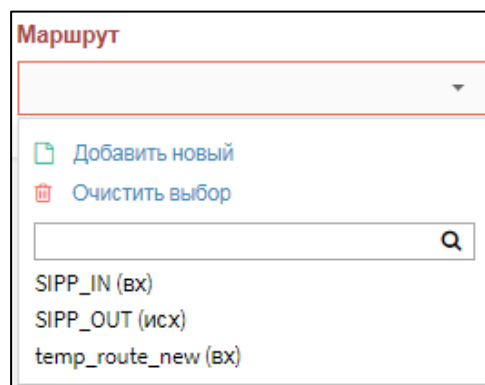 Маршрут
Добавить новый
Очистить выбор
SIPP_IN (вх)
SIPP_OUT (исх)
temp_route_new (вх)